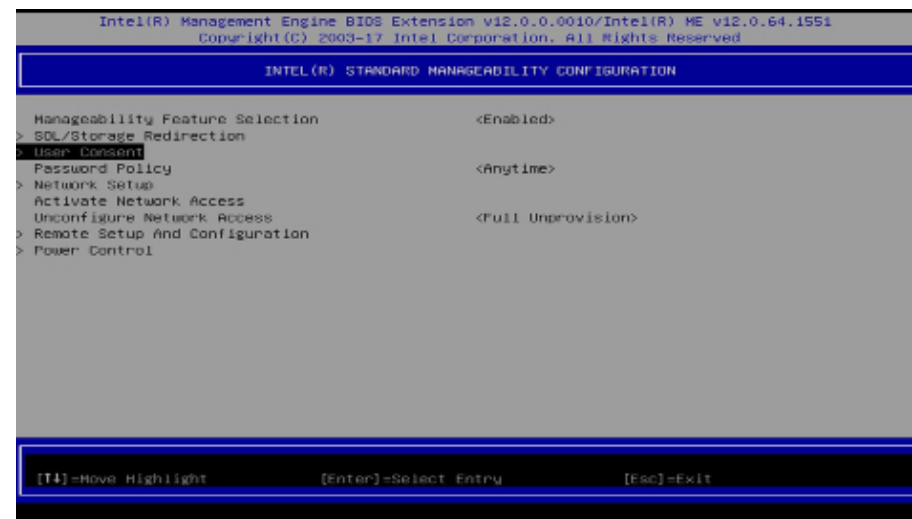 Intel(R) Management Engine BIOS Extension v12.0.0.0010/Intel(R) ME v12.0.64.1551
Copyright(C) 2003-17 Intel Corporation. All Rights Reserved
INTEL(R) STANDARD MANAGEABILITY CONFIGURATION
Manageability Feature Selection <Enabled>
> SOL/Storage Redirection
> User Consent
Password Policy <Anytime>
> Network Setup
Activate Network Access
Unconfigure Network Access <Full Unprovision>
> Remote Setup And Configuration
> Power Control
[↑↓]=Move Highlight [Enter]=Select Entry [Esc]=Exit